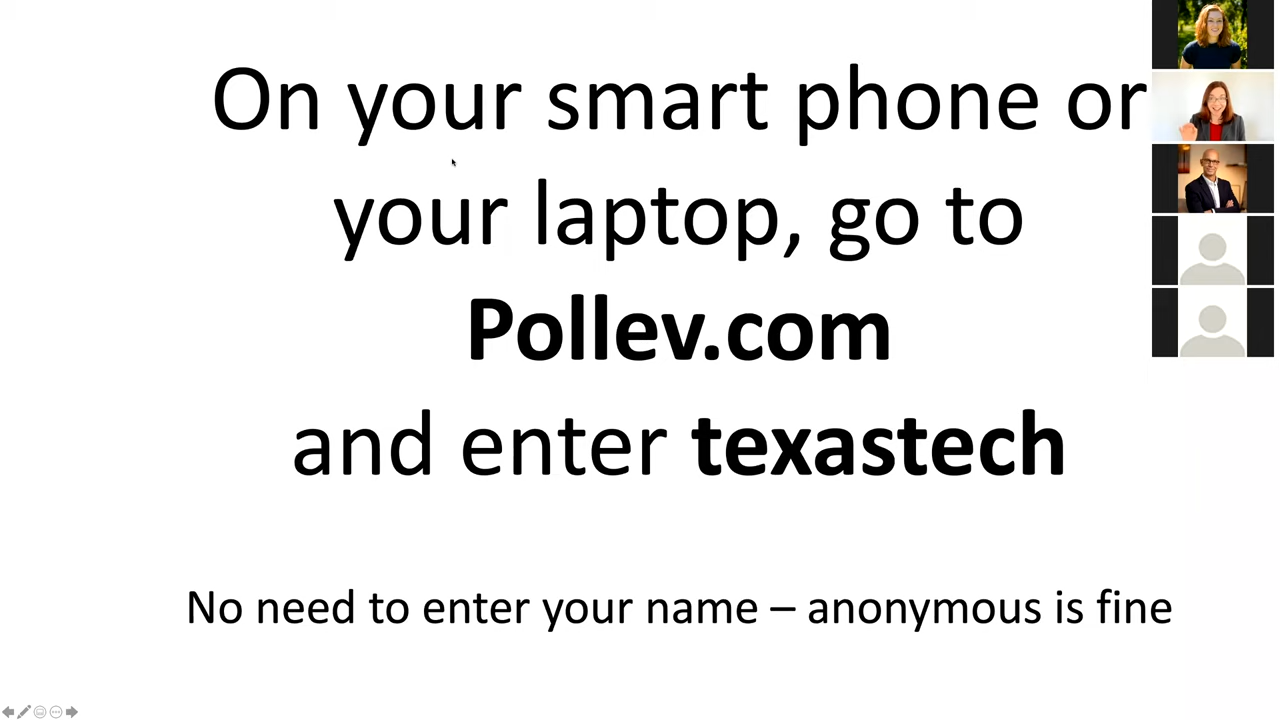 On your smart phone or
your laptop, go to
Pollev.com
and enter texastech
No need to enter your name – anonymous is fine